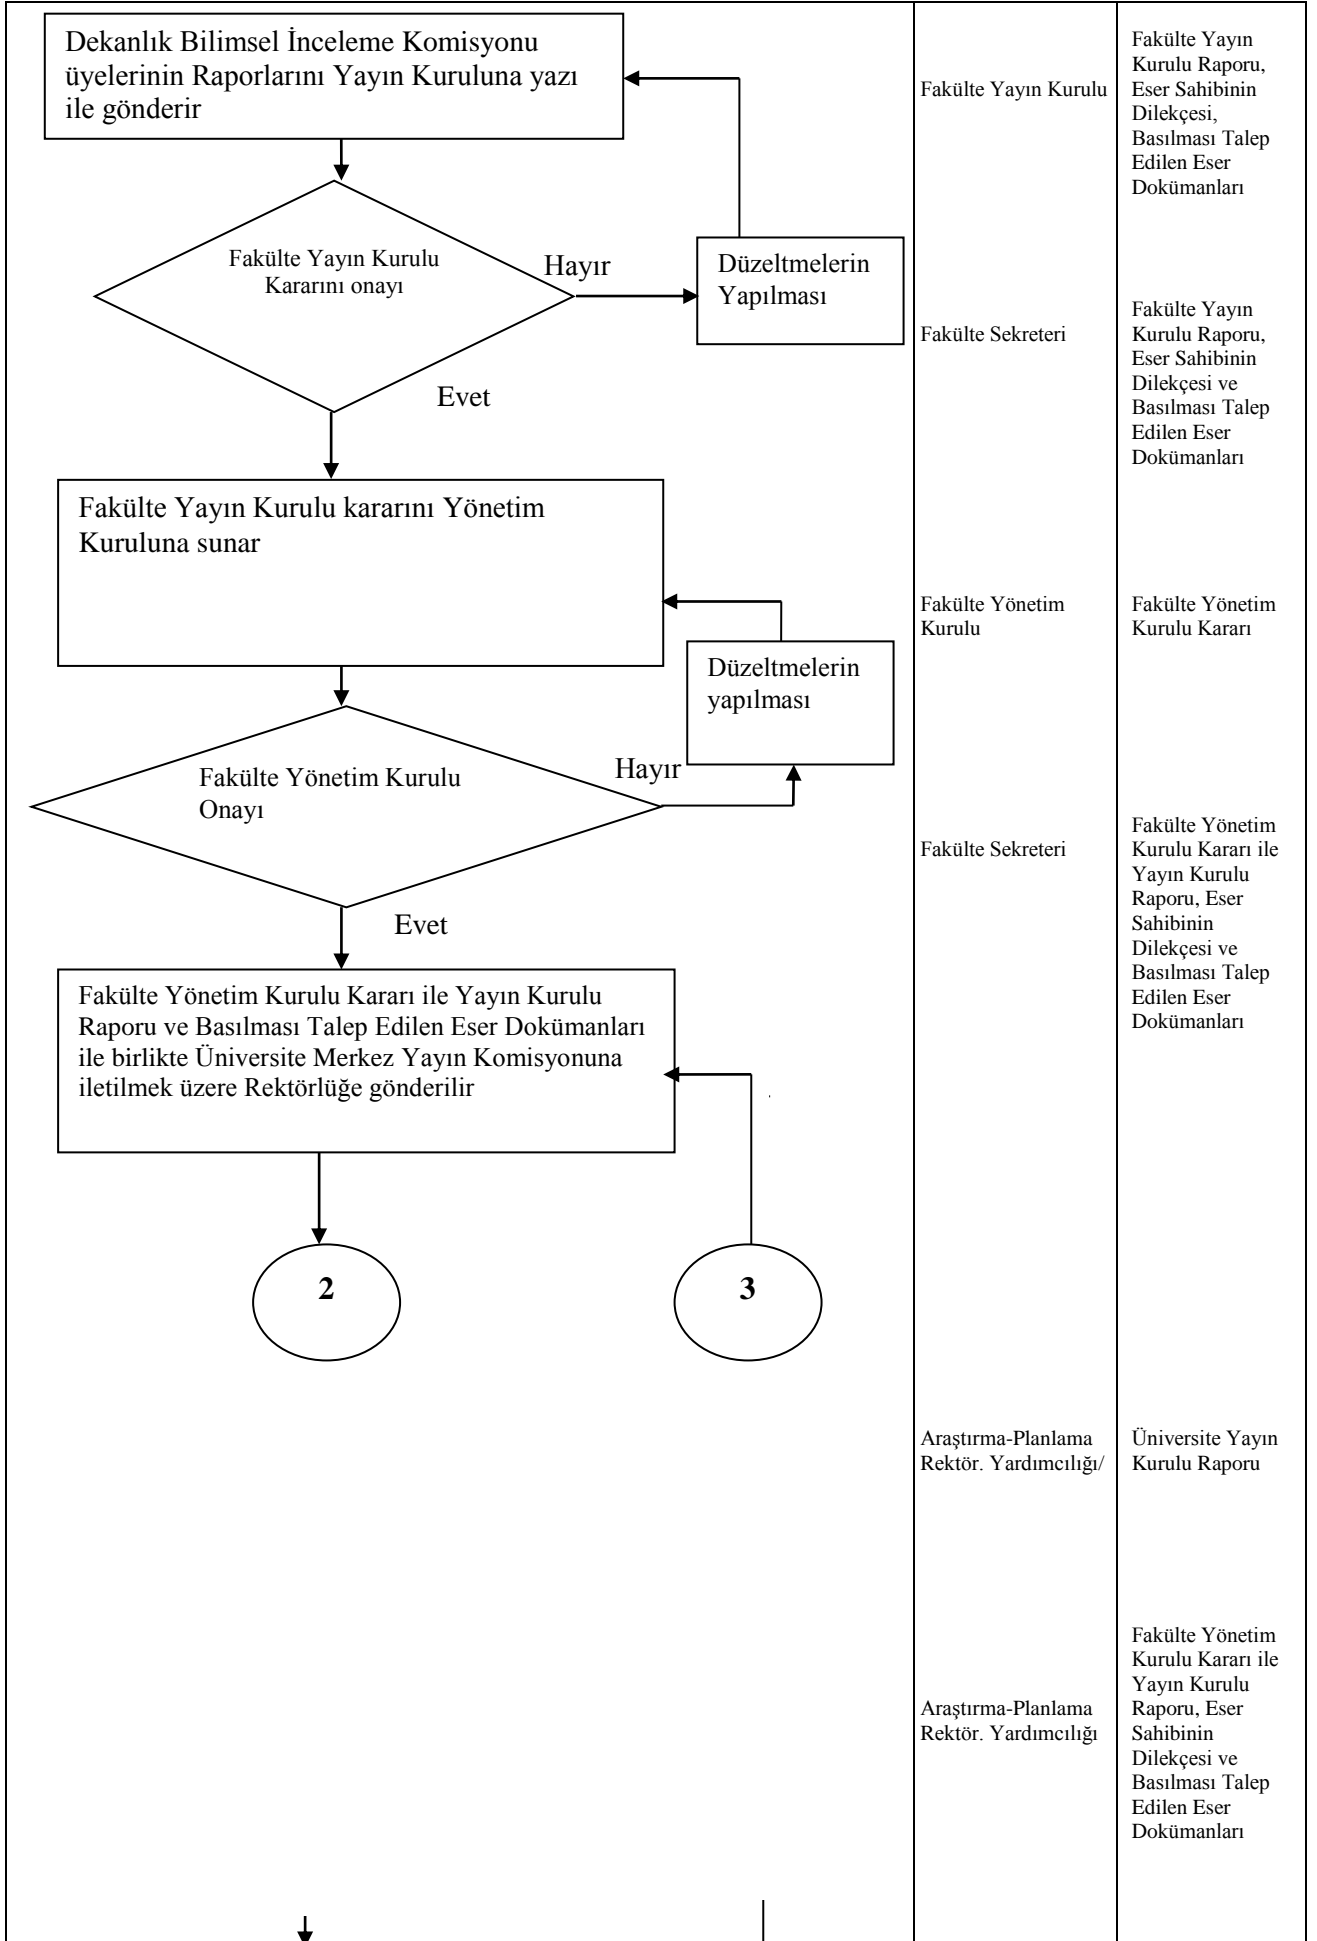 Dekanlık Bilimsel İnceleme Komisyonu
üyelerinin Raporlarını Yayın Kuruluna yazı
ile gönderir
Fakülte Yayın Kurulu
Kararını onayı
Hayır
Düzeltmelerin
Yapılması
Evet
Fakülte Yayın Kurulu kararını Yönetim
Kuruluna sunar
Düzeltmelerin
yapılması
Fakülte Yönetim Kurulu
Onayı
Hayır
Evet
Fakülte Yönetim Kurulu Kararı ile Yayın Kurulu
Raporu ve Basılması Talep Edilen Eser Dokümanları
ile birlikte Üniversite Merkez Yayın Komisyonuna
iletilmek üzere Rektörlüğe gönderilir
2
3
Fakülte Yayın Kurulu
Fakülte Sekreteri
Fakülte Yönetim
Kurulu
Fakülte Sekreteri
Araştırma-Planlama
Rektör. Yardımcılığı/
Araştırma-Planlama
Rektör. Yardımcılığı
Fakülte Yayın
Kurulu Raporu,
Eser Sahibinin
Dilekçesi,
Basılması Talep
Edilen Eser
Dokümanları
Fakülte Yayın
Kurulu Raporu,
Eser Sahibinin
Dilekçesi ve
Basılması Talep
Edilen Eser
Dokümanları
Fakülte Yönetim
Kurulu Kararı
Fakülte Yönetim
Kurulu Kararı ile
Yayın Kurulu
Raporu, Eser
Sahibinin
Dilekçesi ve
Basılması Talep
Edilen Eser
Dokümanları
Üniversite Yayın
Kurulu Raporu
Fakülte Yönetim
Kurulu Kararı ile
Yayın Kurulu
Raporu, Eser
Sahibinin
Dilekçesi ve
Basılması Talep
Edilen Eser
Dokümanları